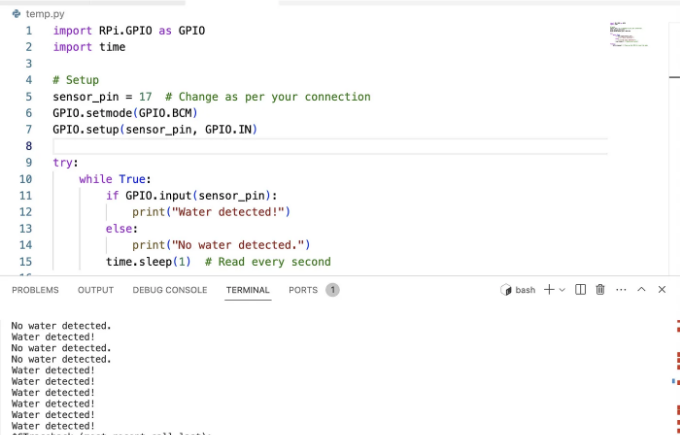 temp.py
1 import RPi.GPIO as GPIO
2 import time
3
4 # Setup
5 sensor_pin = 17 # Change as per your connection
6 GPIO.setmode(GPIO.BCM)
7 GPIO.setup(sensor_pin, GPIO.IN)
8
9 try:
10 while True:
11 if GPIO.input(sensor_pin):
12 print("Water detected!")
13 else:
14 print("No water detected.")
15 time.sleep(1) # Read every second
PROBLEMS OUTPUT DEBUG CONSOLE TERMINAL PORTS 1 bash
No water detected.
Water detected!
No water detected.
No water detected.
Water detected!
Water detected!
Water detected!
Water detected!
Water detected!
Water detected!